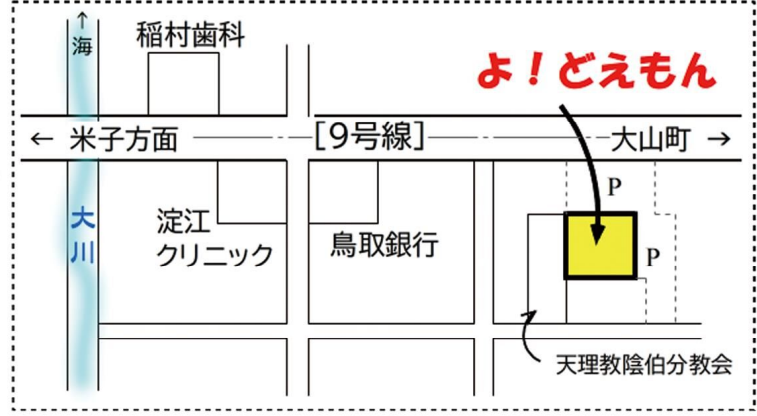 ↑
海
稲村歯科
よ！どえもん
← 米子方面
[9号線]
大山町 →
大川
淀江
クリニック
鳥取銀行
P
P
天理教陰伯分教会